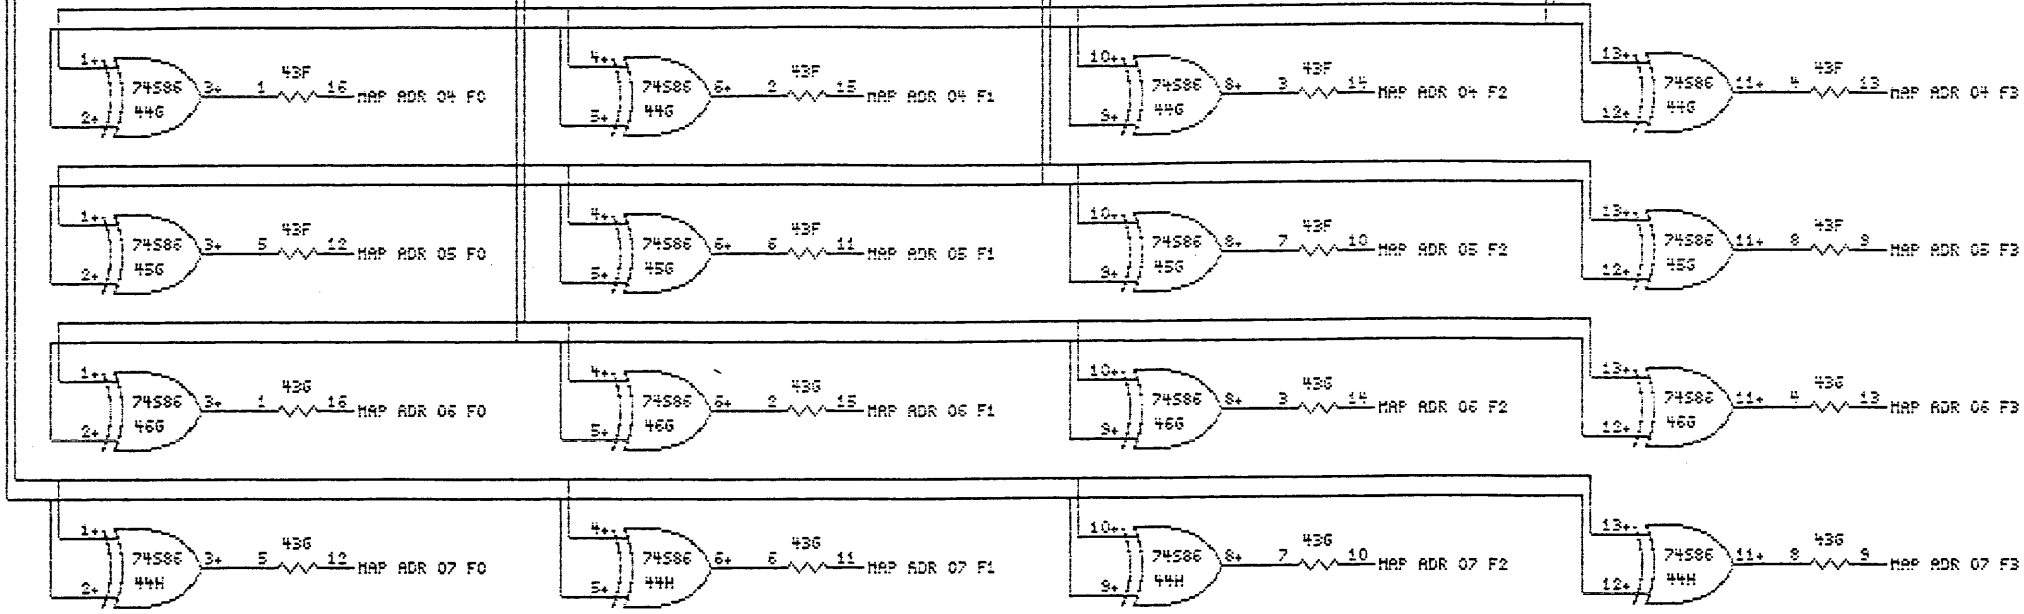 1+ 74S86 44G 2+ 3+ 1 43F 16 MAP ADR 04 F0
4+ 74S86 44G 5+ 6+ 2 43F 15 MAP ADR 04 F1
10+ 74S86 44G 9+ 8+ 3 43F 14 MAP ADR 04 F2
13+ 74S86 44G 12+ 11+ 4 43F 13 MAP ADR 04 F3
1+ 74S86 45G 2+ 3+ 5 43F 12 MAP ADR 05 F0
4+ 74S86 45G 5+ 6+ 6 43F 11 MAP ADR 05 F1
10+ 74S86 45G 9+ 8+ 7 43F 10 MAP ADR 05 F2
13+ 74S86 45G 12+ 11+ 8 43F 9 MAP ADR 05 F3
1+ 74S86 46G 2+ 3+ 1 43G 16 MAP ADR 06 F0
4+ 74S86 46G 5+ 6+ 2 43G 15 MAP ADR 06 F1
10+ 74S86 46G 9+ 8+ 3 43G 14 MAP ADR 06 F2
13+ 74S86 46G 12+ 11+ 4 43G 13 MAP ADR 06 F3
1+ 74S86 44H 2+ 3+ 5 43G 12 MAP ADR 07 F0
4+ 74S86 44H 5+ 6+ 6 43G 11 MAP ADR 07 F1
10+ 74S86 44H 9+ 8+ 7 43G 10 MAP ADR 07 F2
13+ 74S86 44H 12+ 11+ 8 43G 9 MAP ADR 07 F3